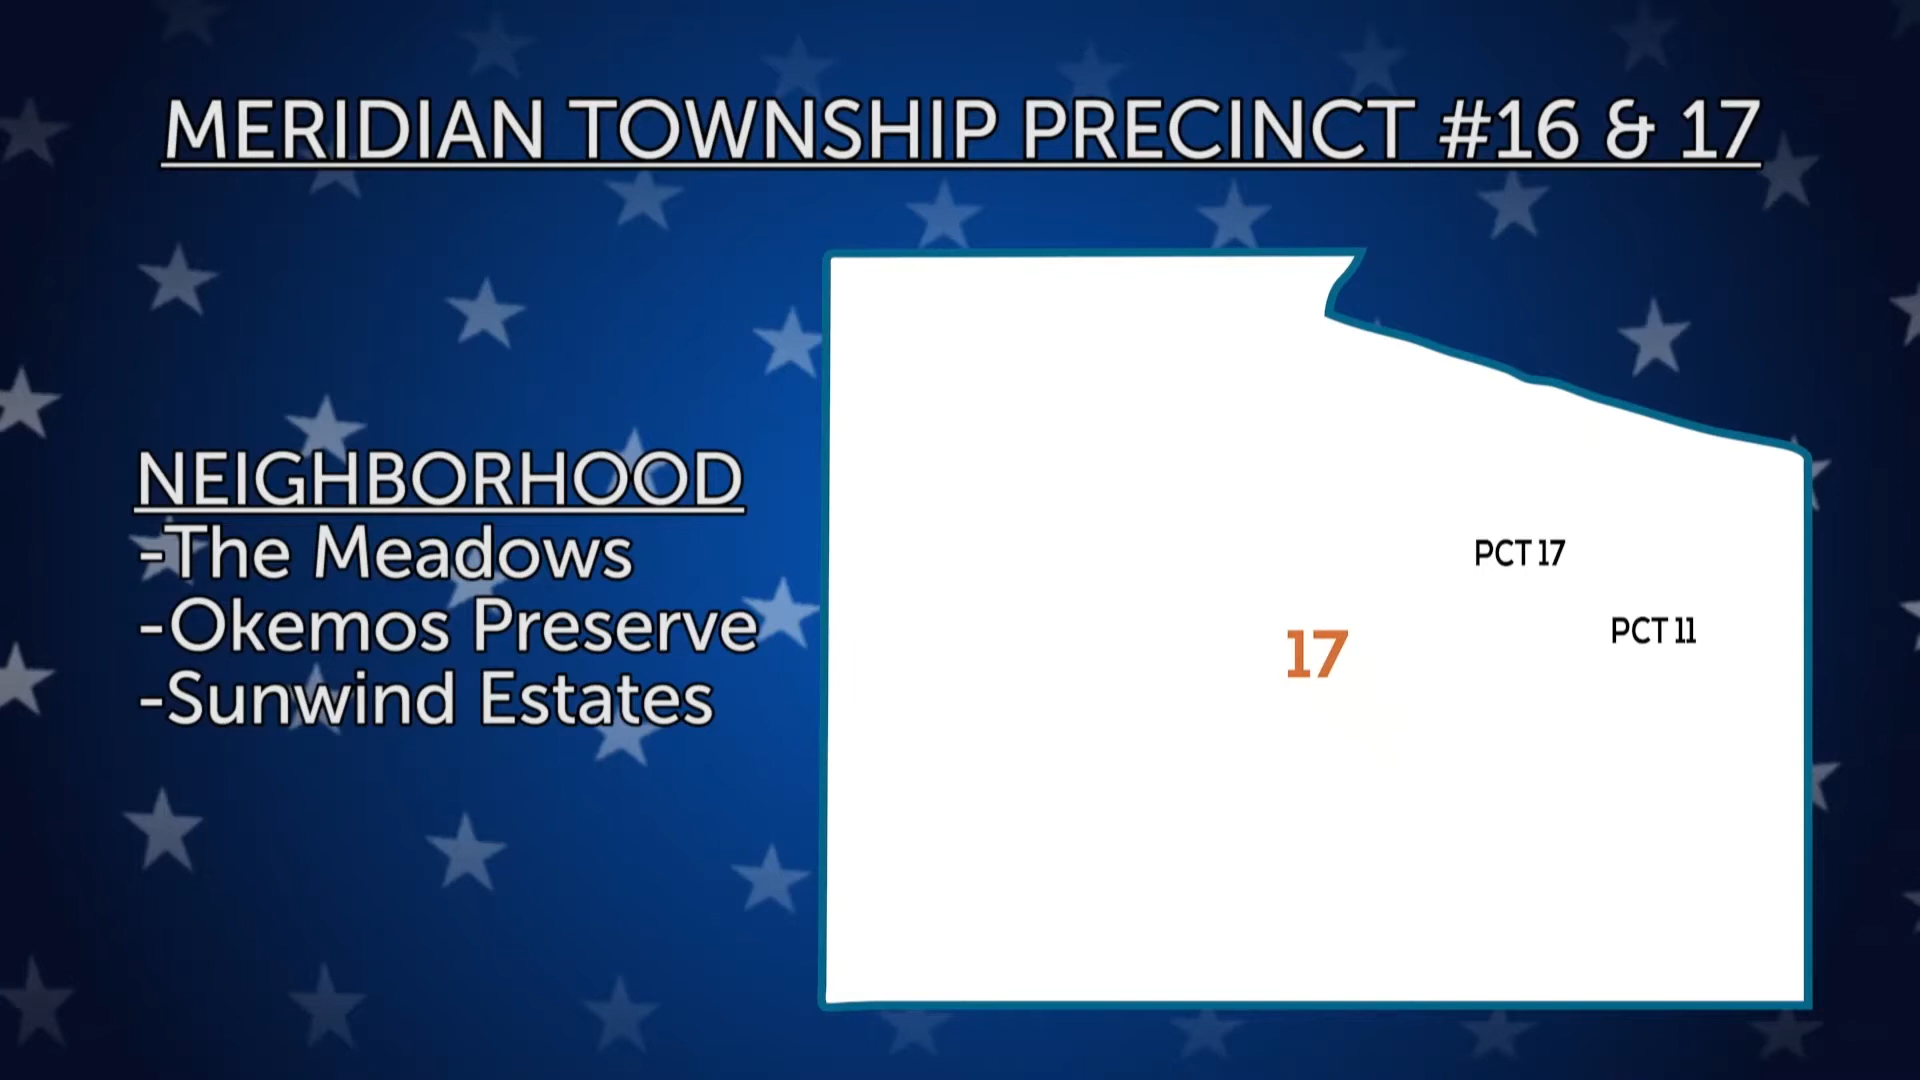 MERIDIAN TOWNSHIP PRECINCT #16 & 17
NEIGHBORHOOD
-The Meadows
-Okemos Preserve
-Sunwind Estates
PCT 17
PCT 11
17